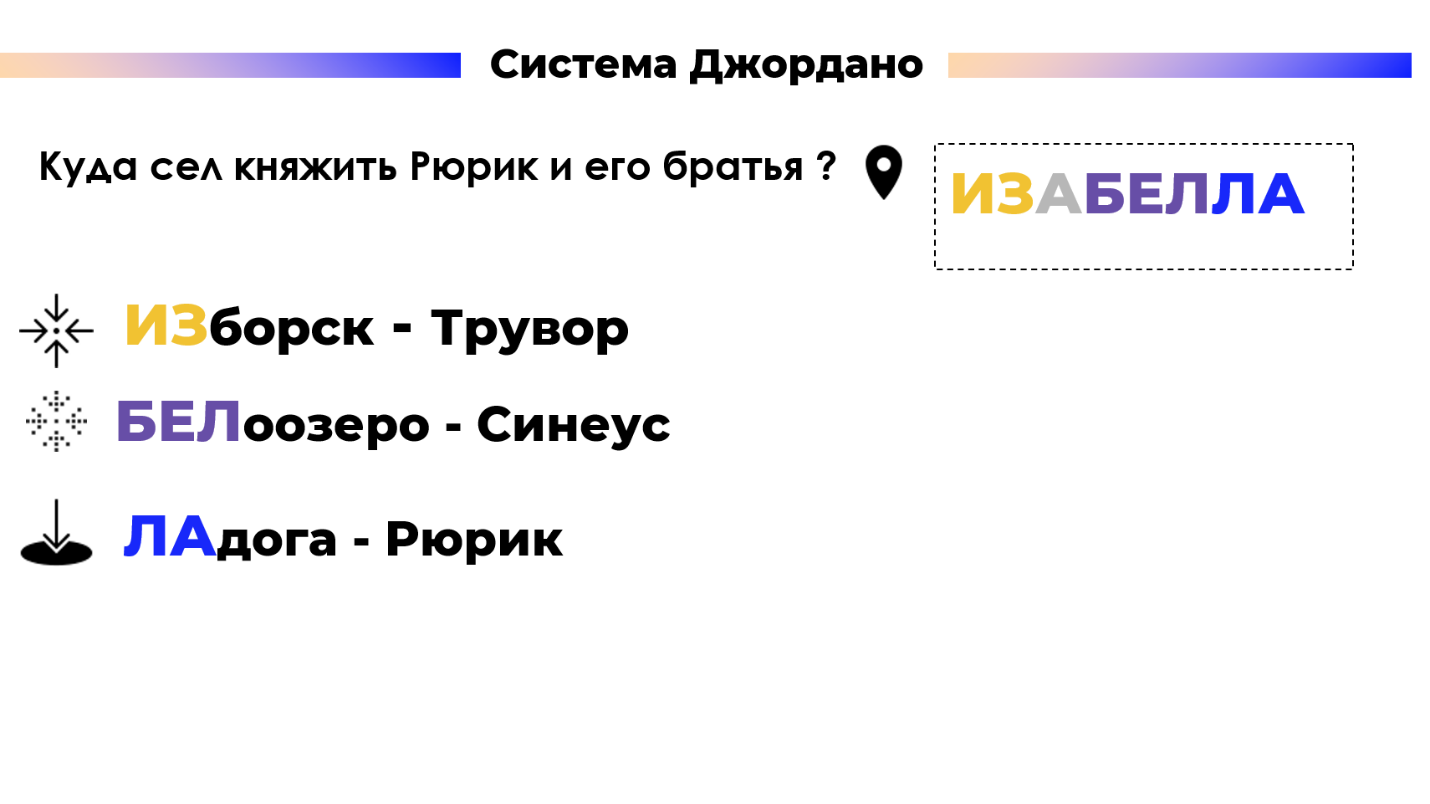 Система Джордано
Куда сел княжить Рюрик и его братья ?
ИЗАБЕЛЛА
ИЗборск - Трувор
БЕЛоозеро - Синеус
ЛАдога - Рюрик